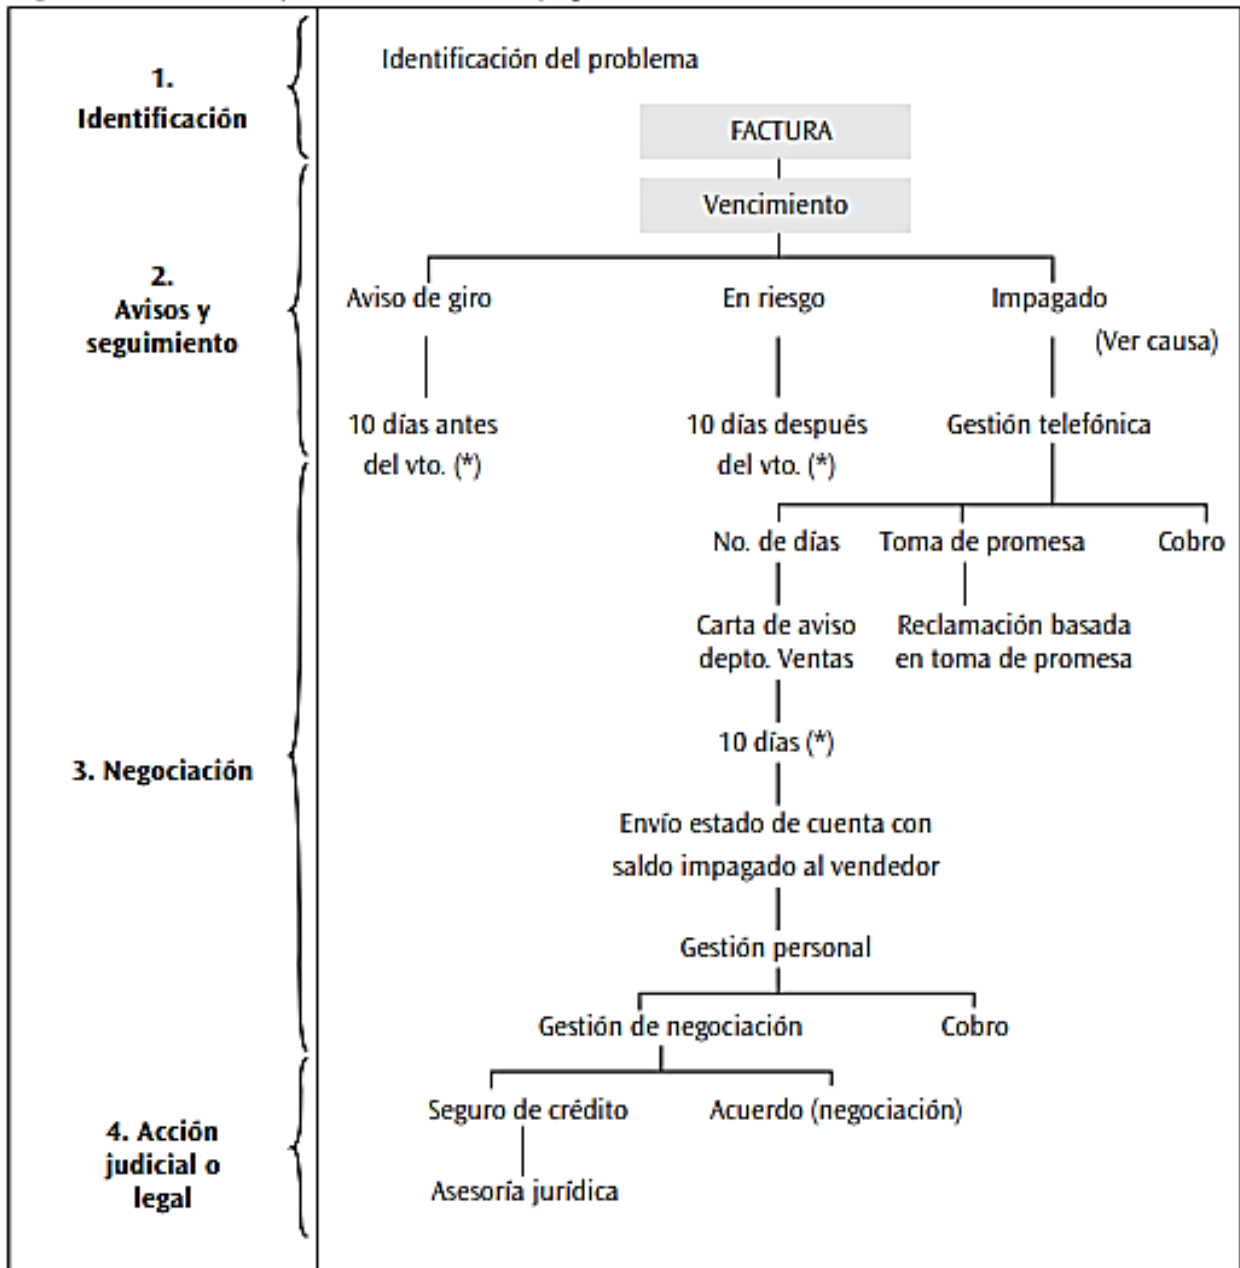 1.
Identificación
Identificación del problema
FACTURA
Vencimiento
2.
Avisos y
seguimiento
Aviso de giro
En riesgo
Impagado
(Ver causa)
10 días antes
del vto. (*)
10 días después
del vto. (*)
Gestión telefónica
No. de días
Toma de promesa
Cobro
Carta de aviso
depto. Ventas
Reclamación basada
en toma de promesa
10 días (*)
3. Negociación
Envío estado de cuenta con
saldo impagado al vendedor
Gestión personal
Gestión de negociación
Cobro
4. Acción
judicial o
legal
Seguro de crédito
Acuerdo (negociación)
Asesoría jurídica